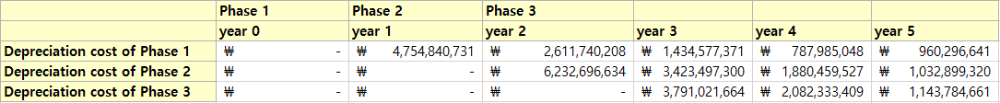 Phase 1 Phase 2 Phase 3
year 0 year 1 year 2 year 3 year 4 year 5
Depreciation cost of Phase 1 ₩ - ₩ 4,754,840,731 ₩ 2,611,740,208 ₩ 1,434,577,371 ₩ 787,985,048 ₩ 960,296,641
Depreciation cost of Phase 2 ₩ - ₩ - ₩ 6,232,696,634 ₩ 3,423,497,300 ₩ 1,880,459,527 ₩ 1,032,899,320
Depreciation cost of Phase 3 ₩ - ₩ - ₩ - ₩ 3,791,021,664 ₩ 2,082,333,409 ₩ 1,143,784,661